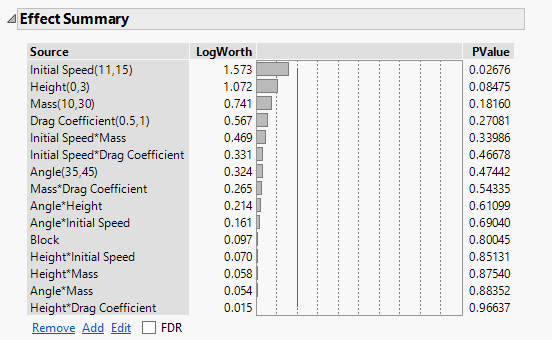 Effect Summary
Source LogWorth PValue
Initial Speed(11,15) 1.573 0.02676
Height(0,3) 1.072 0.08475
Mass(10,30) 0.741 0.18160
Drag Coefficient(0.5,1) 0.567 0.27081
Initial Speed*Mass 0.469 0.33986
Initial Speed*Drag Coefficient 0.331 0.46678
Angle(35,45) 0.324 0.47442
Mass*Drag Coefficient 0.265 0.54335
Angle*Height 0.214 0.61099
Angle*Initial Speed 0.161 0.69040
Block 0.097 0.80045
Height*Initial Speed 0.070 0.85131
Height*Mass 0.058 0.87540
Angle*Mass 0.054 0.88352
Height*Drag Coefficient 0.015 0.96637
Remove Add Edit FDR